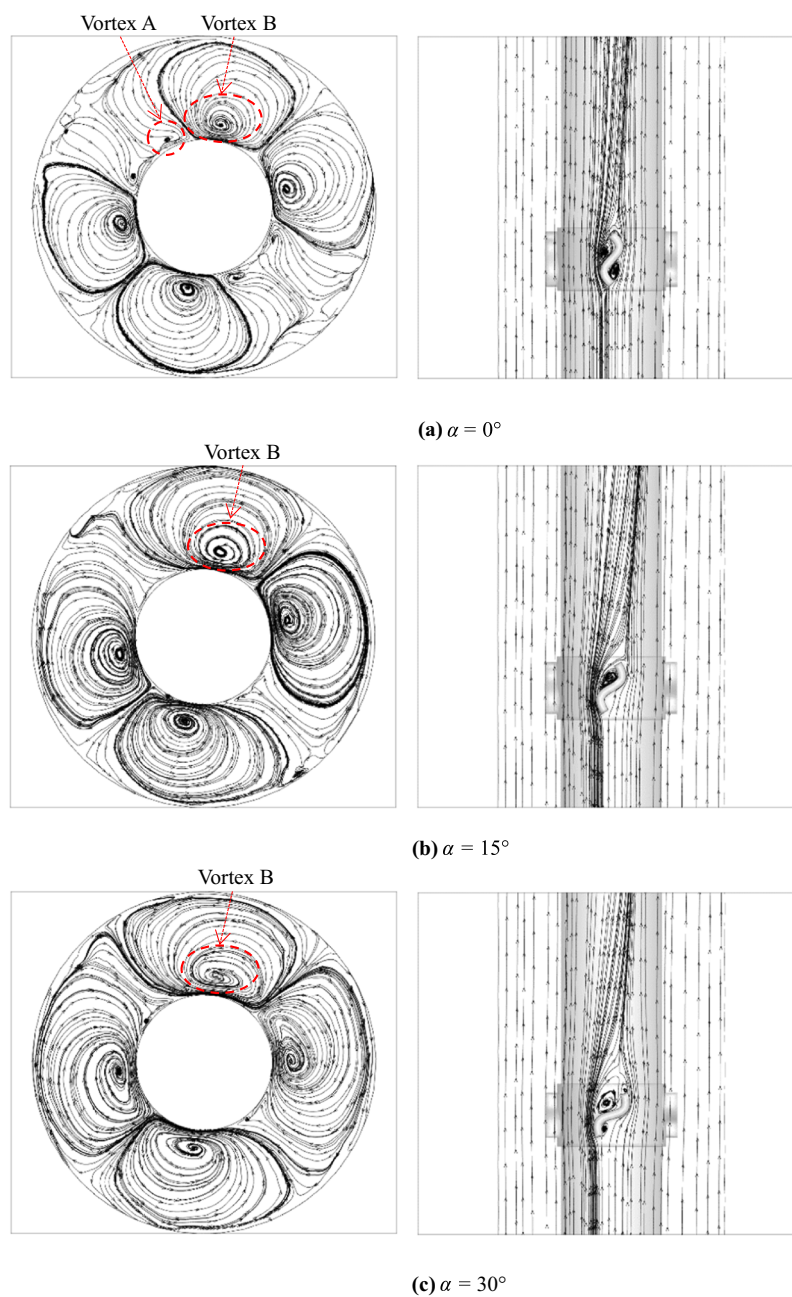 Vortex A
Vortex B
(a) α = 0°
Vortex B
(b) α = 15°
Vortex B
(c) α = 30°